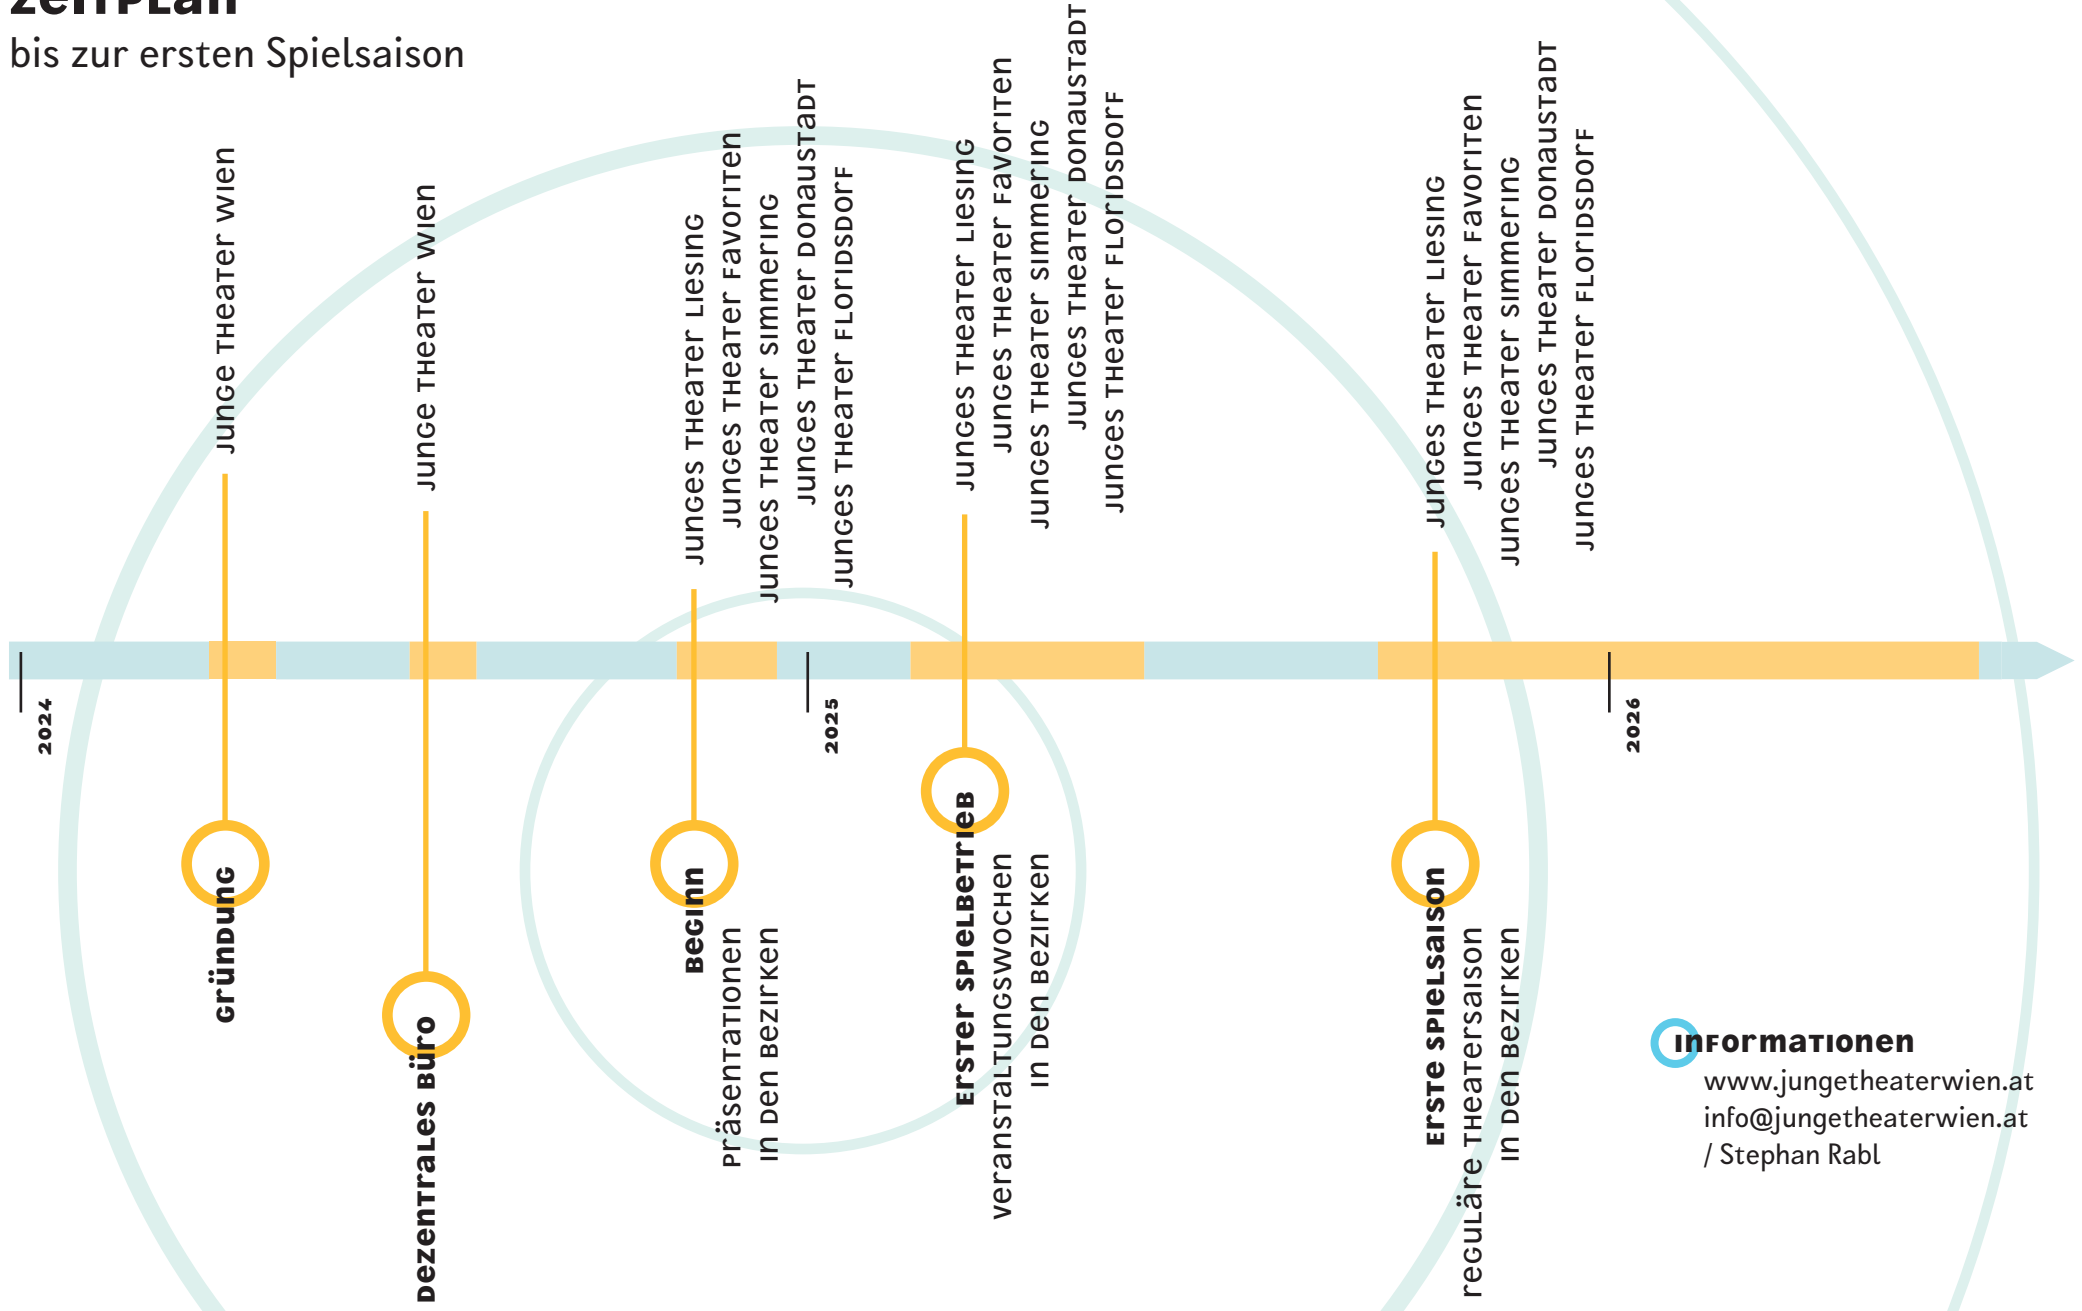 zeitplan
bis zur ersten Spielsaison
Junge Theater Wien
Junge Theater Wien
Junges Theater Liesing
Junges Theater Favoriten
Junges Theater Simmering
Junges Theater Donaustadt
Junges Theater Floridsdorf
Junges Theater Liesing
Junges Theater Favoriten
Junges Theater Simmering
Junges Theater Donaustadt
Junges Theater Floridsdorf
Junges Theater Liesing
Junges Theater Favoriten
Junges Theater Simmering
Junges Theater Donaustadt
Junges Theater Floridsdorf
2024
2025
2026
Gründung
Dezentrales Büro
Beginn
Präsentationen
in den Bezirken
Erster Spielbetrieb
Veranstaltungswochen
in den Bezirken
Erste Spielsaison
reguläre Theatersaison
in den Bezirken
Informationen
www.jungetheaterwien.at
info@jungetheaterwien.at
/ Stephan Rabl